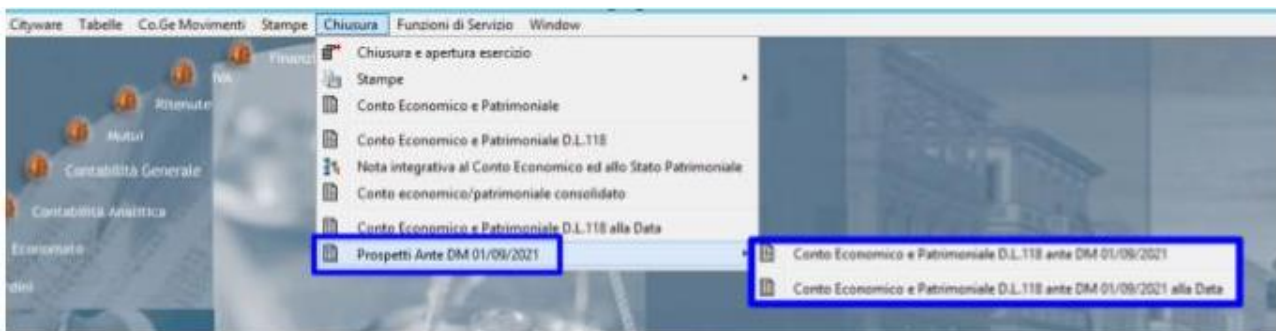 Cityware Tabelle Co.Ge Movimenti Stampe Chiusura Funzioni di Servizio Window
Chiusura e apertura esercizio
Stampe
Conto Economico e Patrimoniale
Conto Economico e Patrimoniale D.L.118
Nota integrativa al Conto Economico ed allo Stato Patrimoniale
Conto economico/patrimoniale consolidato
Conto Economico e Patrimoniale D.L.118 alla Data
Prospetti Ante DM 01/09/2021
Conto Economico e Patrimoniale D.L.118 ante DM 01/09/2021
Conto Economico e Patrimoniale D.L.118 ante DM 01/09/2021 alla Data
IVA
Ritenute
Mutui
Contabilità Generale
Contabilità Analitica
Economato